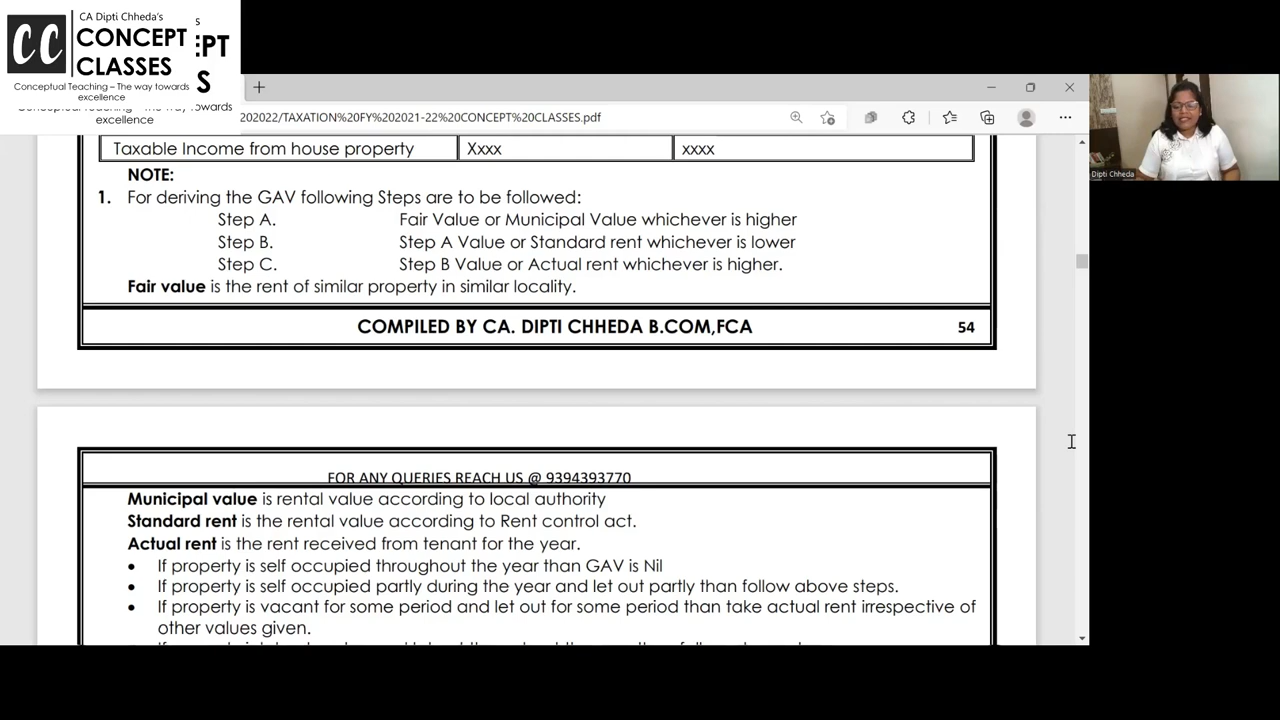 CA Dipti Chheda's
CONCEPT
CLASSES
Conceptual Teaching – The way towards
excellence
s
EPT
S
Conceptual Teaching – The way towards
excellence
202022/TAXATION%20FY%202021-22%20CONCEPT%20CLASSES.pdf
Dipti Chheda
Taxable Income from house property Xxxx xxxx
NOTE:
1. For deriving the GAV following Steps are to be followed:
Step A. Fair Value or Municipal Value whichever is higher
Step B. Step A Value or Standard rent whichever is lower
Step C. Step B Value or Actual rent whichever is higher.
Fair value is the rent of similar property in similar locality.
COMPILED BY CA. DIPTI CHHEDA B.COM,FCA 54
FOR ANY QUERIES REACH US @ 9394393770
Municipal value is rental value according to local authority
Standard rent is the rental value according to Rent control act.
Actual rent is the rent received from tenant for the year.
• If property is self occupied throughout the year than GAV is Nil
• If property is self occupied partly during the year and let out partly than follow above steps.
• If property is vacant for some period and let out for some period than take actual rent irrespective of
other values given.